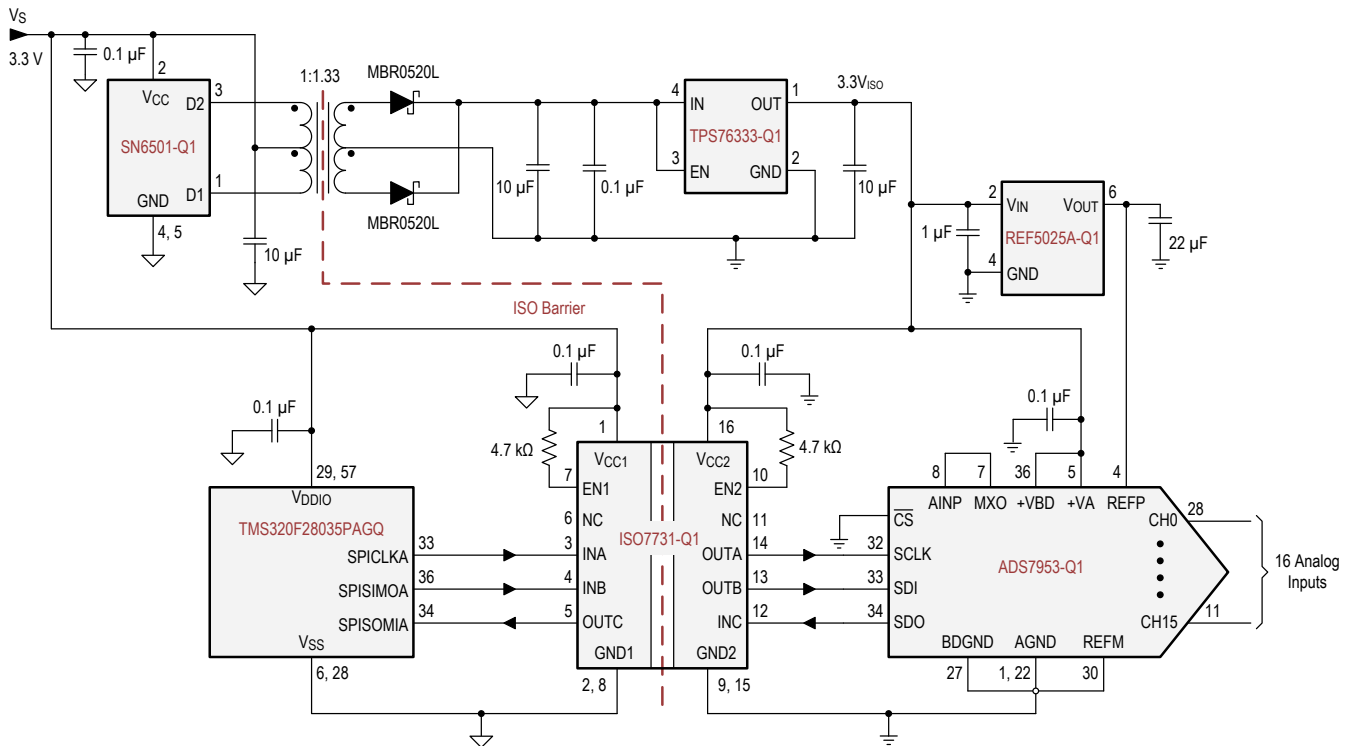 VS
3.3 V
0.1 µF
2
VCC
D2
3
SN6501-Q1
D1
1
GND
4, 5
10 µF
1:1.33
MBR0520L
MBR0520L
10 µF
0.1 µF
4
IN
OUT
1
TPS76333-Q1
3
EN
GND
2
3.3VISO
10 µF
2
VIN
VOUT
6
REF5025A-Q1
1 µF
4
GND
22 µF
ISO Barrier
0.1 µF
0.1 µF
4.7 kΩ
1
16
4.7 kΩ
0.1 µF
29, 57
VDDIO
TMS320F28035PAGQ
SPICLKA
33
SPISIMOA
36
SPISOMIA
34
VSS
6, 28
VCC1
VCC2
7
EN1
EN2
10
6
NC
NC
11
ISO7731-Q1
3
INA
OUTA
14
4
INB
OUTB
13
5
OUTC
INC
12
GND1
GND2
2, 8
9, 15
0.1 µF
8
7
36
5
4
AINP
MXO
+VBD
+VA
REFP
CS
28
CH0
32
SCLK
ADS7953-Q1
33
SDI
34
SDO
CH15
11
16 Analog
Inputs
BDGND
AGND
REFM
27
1, 22
30